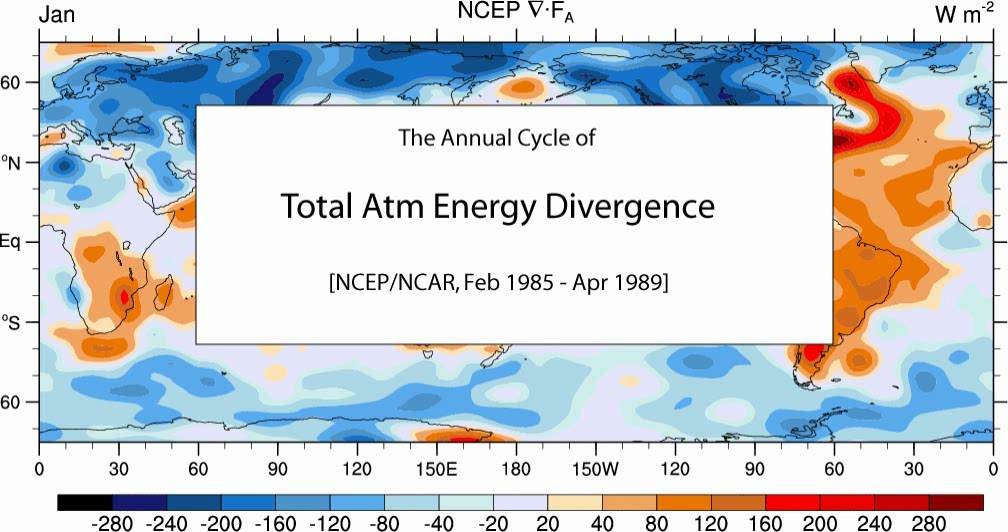 Jan NCEP ∇·F_A W m⁻²
60
The Annual Cycle of
°N
Total Atm Energy Divergence
Eq
[NCEP/NCAR, Feb 1985 - Apr 1989]
°S
60
0 30 60 90 120 150E 180 150W 120 90 60 30 0
-280 -240 -200 -160 -120 -80 -40 -20 20 40 80 120 160 200 240 280